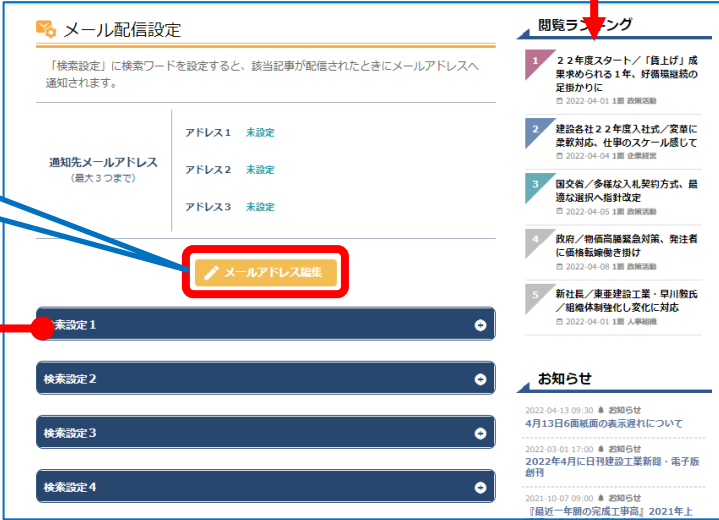 メール配信設定
「検索設定」に検索ワードを設定すると、該当記事が配信されたときにメールアドレスへ
通知されます。
通知先メールアドレス
(最大3つまで)
アドレス1 未設定
アドレス2 未設定
アドレス3 未設定
メールアドレス編集
索設定1
検索設定2
検索設定3
検索設定4
閲覧ランキング
1
22年度スタート/「賃上げ」成
果求められる1年、好循環継続の
足掛かりに
2022-04-01 1面 政策活動
2
建設各社22年度入社式/変革に
柔軟対応、仕事のスケール感じて
2022-04-04 1面 企業経営
3
国交省/多様な入札契約方式、最
適な選択へ指針改定
2022-04-05 1面 政策活動
4
政府/物価高騰緊急対策、発注者
に価格転嫁働き掛け
2022-04-08 1面 政策活動
5
新社長/東亜建設工業・早川毅氏
/組織体制強化し変化に対応
2022-04-01 1面 人事組織
お知らせ
2022-04-13 09:30 お知らせ
4月13日6面紙面の表示遅れについて
2022-03-01 17:00 お知らせ
2022年4月に日刊建設工業新聞・電子版
創刊
2021-10-07 09:00 お知らせ
『最近一年間の完成工事高』2021年上